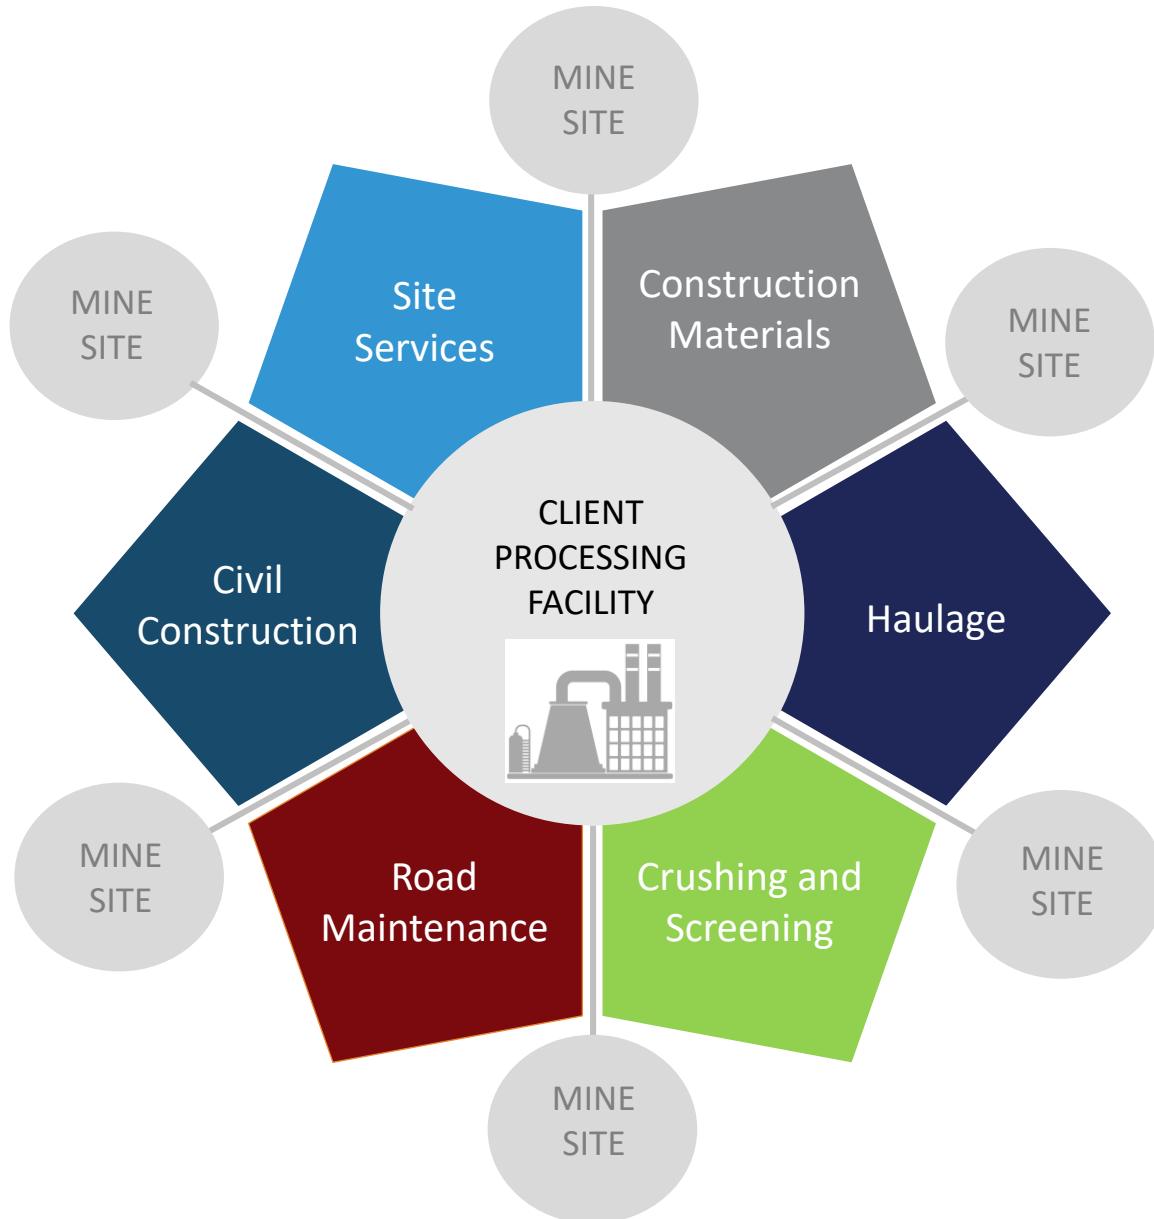 MINE
SITE
Site
Services
Construction
Materials
MINE
SITE
MINE
SITE
CLIENT
PROCESSING
FACILITY
Civil
Construction
Haulage
MINE
SITE
Road
Maintenance
Crushing and
Screening
MINE
SITE
MINE
SITE